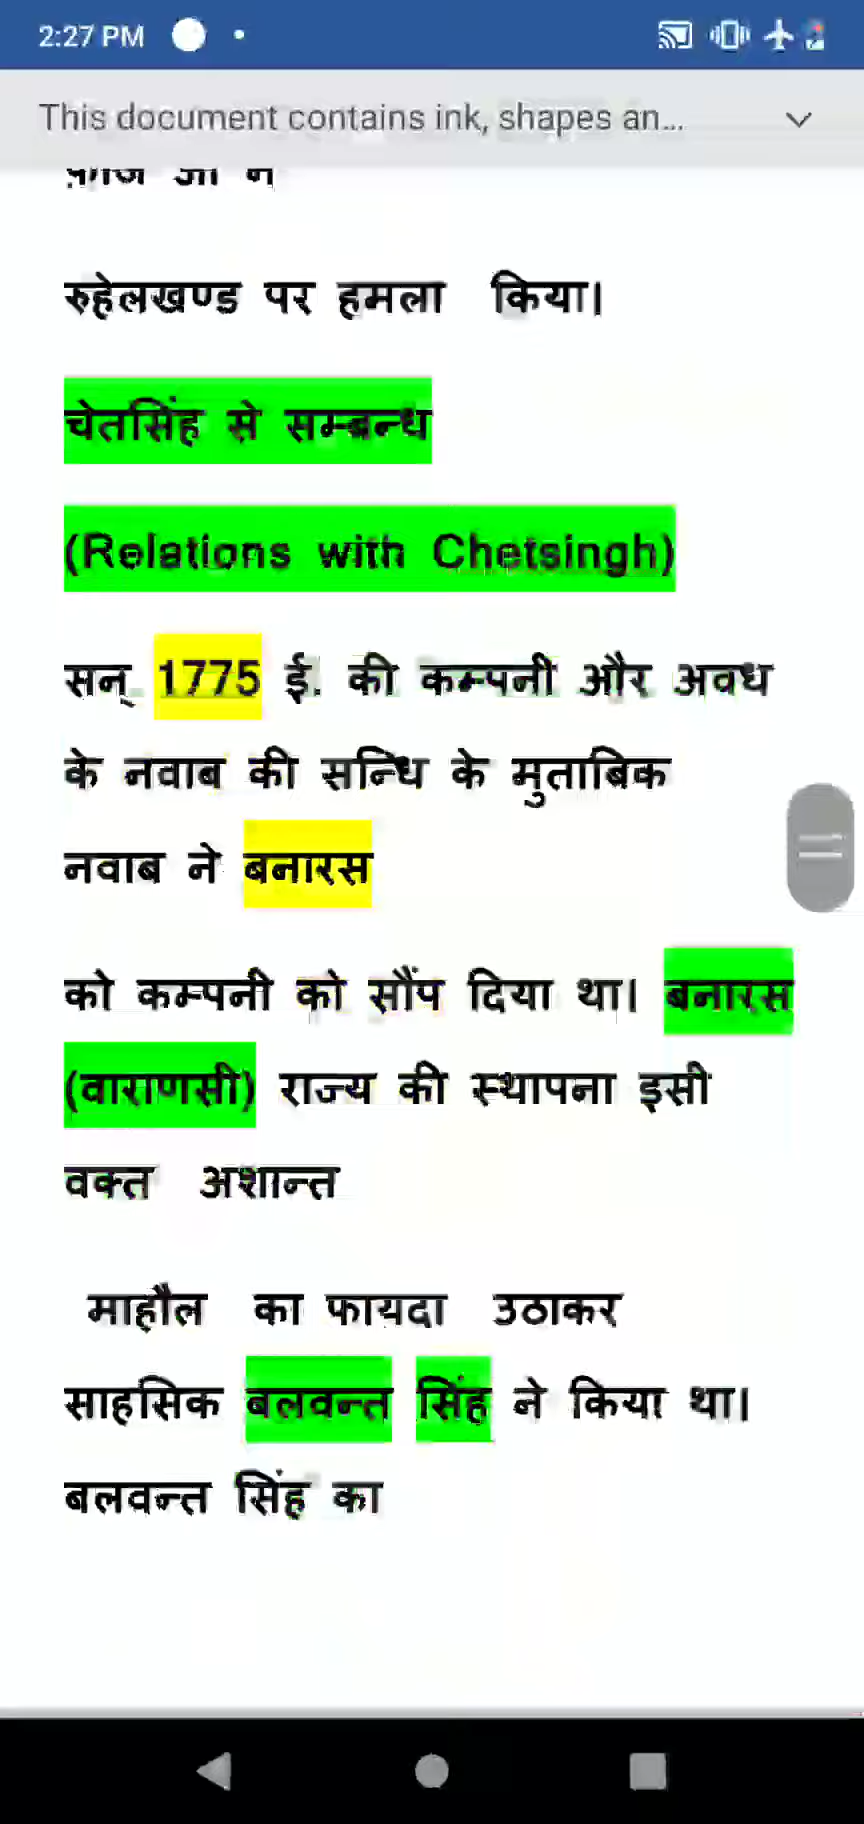 2:27 PM
This document contains ink, shapes an...
रुहेलखण्ड पर हमला किया।
चेतसिंह से सम्बन्ध
(Relations with Chetsingh)
सन् 1775 ई. की कम्पनी और अवध
के नवाब की सन्धि के मुताबिक
नवाब ने बनारस
को कम्पनी को सौंप दिया था। बनारस
(वाराणसी) राज्य की स्थापना इसी
वक्त अशान्त
माहौल का फायदा उठाकर
साहसिक बलवन्त सिंह ने किया था।
बलवन्त सिंह का